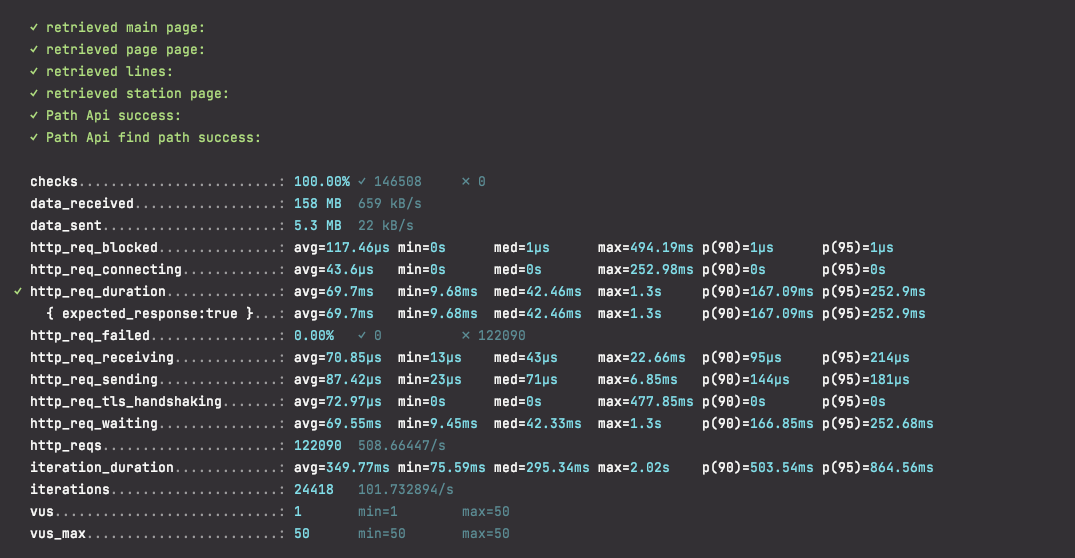 ✓ retrieved main page:
✓ retrieved page page:
✓ retrieved lines:
✓ retrieved station page:
✓ Path Api success:
✓ Path Api find path success:
checks.........................: 100.00% ✓ 146508 ✗ 0
data_received..................: 158 MB 659 kB/s
data_sent......................: 5.3 MB 22 kB/s
http_req_blocked...............: avg=117.46µs min=0s med=1µs max=494.19ms p(90)=1µs p(95)=1µs
http_req_connecting............: avg=43.6µs min=0s med=0s max=252.98ms p(90)=0s p(95)=0s
✓ http_req_duration..............: avg=69.7ms min=9.68ms med=42.46ms max=1.3s p(90)=167.09ms p(95)=252.9ms
{ expected_response:true }...: avg=69.7ms min=9.68ms med=42.46ms max=1.3s p(90)=167.09ms p(95)=252.9ms
http_req_failed................: 0.00% ✓ 0 ✗ 122090
http_req_receiving.............: avg=70.85µs min=13µs med=43µs max=22.66ms p(90)=95µs p(95)=214µs
http_req_sending...............: avg=87.42µs min=23µs med=71µs max=6.85ms p(90)=144µs p(95)=181µs
http_req_tls_handshaking.......: avg=72.97µs min=0s med=0s max=477.85ms p(90)=0s p(95)=0s
http_req_waiting...............: avg=69.55ms min=9.45ms med=42.33ms max=1.3s p(90)=166.85ms p(95)=252.68ms
http_reqs......................: 122090 508.66447/s
iteration_duration.............: avg=349.77ms min=75.59ms med=295.34ms max=2.02s p(90)=503.54ms p(95)=864.56ms
iterations.....................: 24418 101.732894/s
vus............................: 1 min=1 max=50
vus_max........................: 50 min=50 max=50